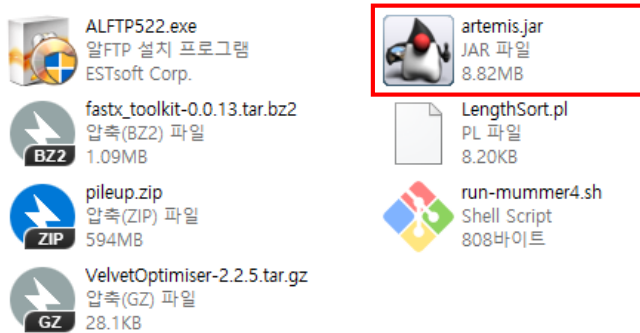 ALFTP522.exe
알FTP 설치 프로그램
ESTsoft Corp.
artemis.jar
JAR 파일
8.82MB
BZ2
fastx_toolkit-0.0.13.tar.bz2
압축(BZ2) 파일
1.09MB
LengthSort.pl
PL 파일
8.20KB
ZIP
pileup.zip
압축(ZIP) 파일
594MB
run-mummer4.sh
Shell Script
808바이트
GZ
VelvetOptimiser-2.2.5.tar.gz
압축(GZ) 파일
28.1KB